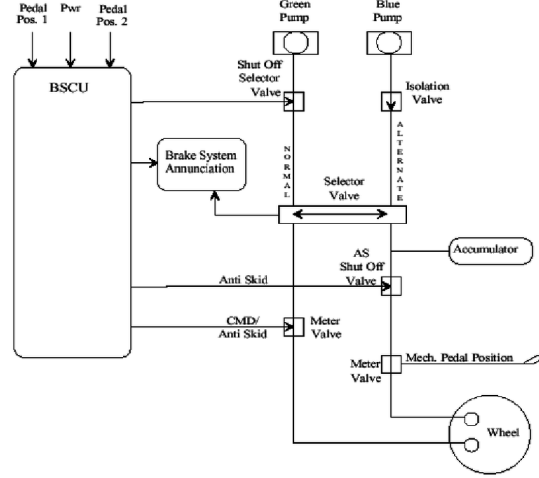 Pedal
Pos. 1
Pwr
Pedal
Pos. 2
Green
Pump
Blue
Pump
BSCU
Shut Off
Selector
Valve
Isolation
Valve
Brake System
Annunciation
NORMAL
ALTERNATE
Selector
Valve
Accumulator
AS
Shut Off
Valve
Anti Skid
CMD/
Anti Skid
Meter
Valve
Meter
Valve
Mech. Pedal Position
Wheel